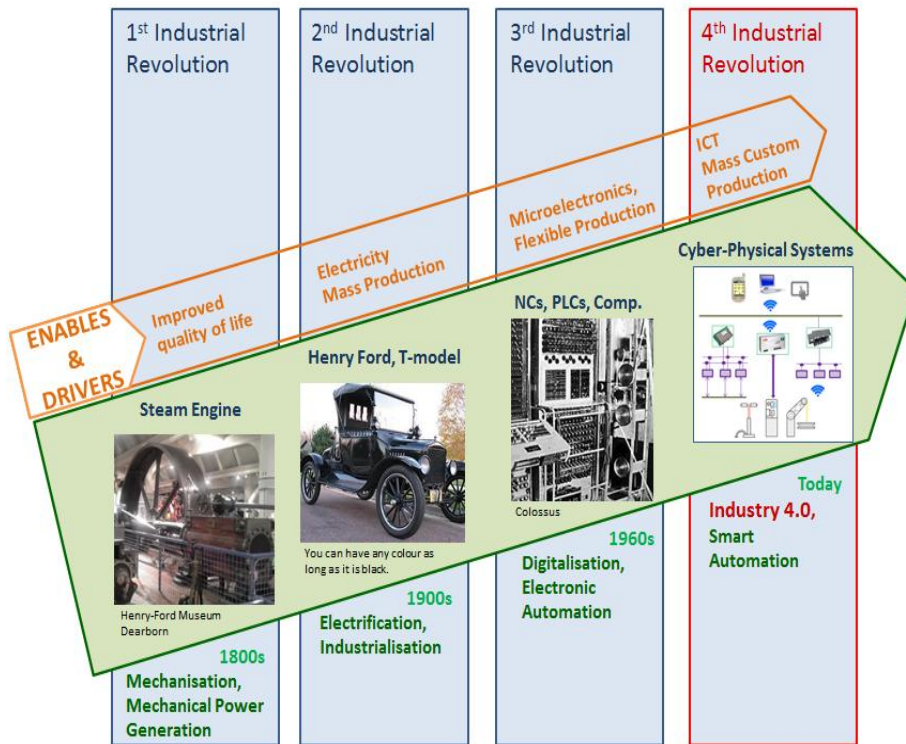 1st Industrial
Revolution
2nd Industrial
Revolution
3rd Industrial
Revolution
4th Industrial
Revolution
ENABLES
&
DRIVERS
Improved
quality of life
Electricity
Mass Production
Microelectronics,
Flexible Production
ICT
Mass Custom
Production
Steam Engine
Henry-Ford Museum
Dearborn
1800s
Mechanisation,
Mechanical Power
Generation
Henry Ford, T-model
You can have any colour as
long as it is black.
1900s
Electrification,
Industrialisation
NCs, PLCs, Comp.
Colossus
1960s
Digitalisation,
Electronic
Automation
Cyber-Physical Systems
Today
Industry 4.0,
Smart
Automation